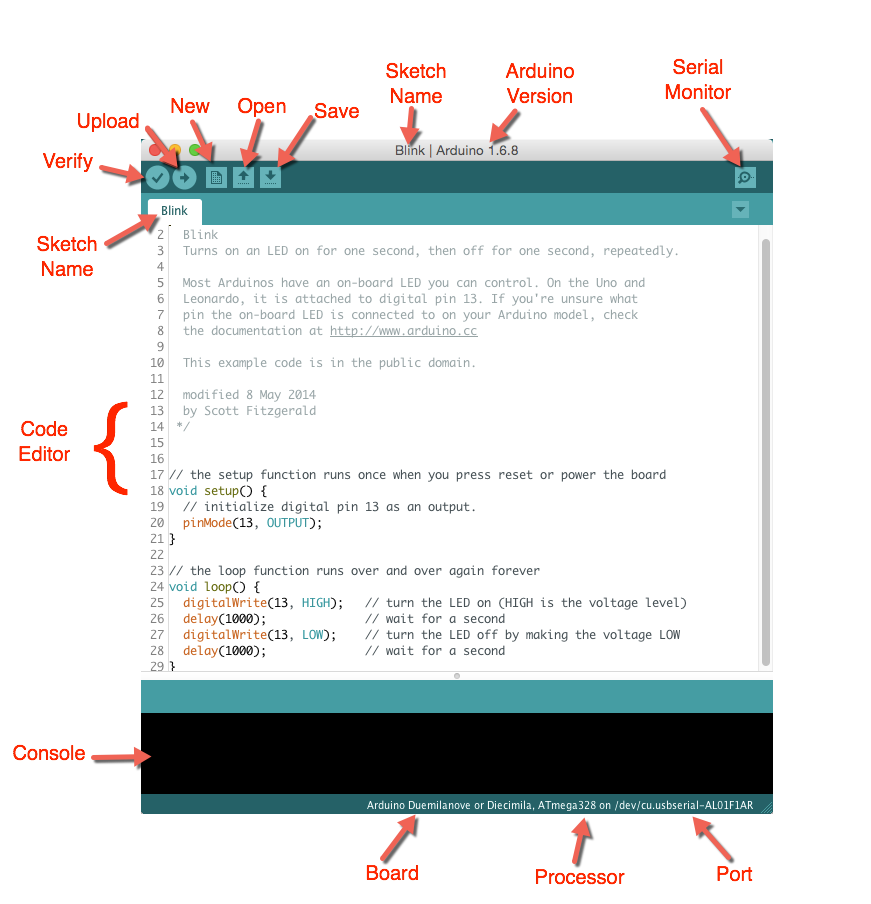 Sketch
Name
Arduino
Version
Serial
Monitor
New
Open
Save
Upload
Verify
Blink | Arduino 1.6.8
Blink
Sketch
Name
2 Blink
3 Turns on an LED on for one second, then off for one second, repeatedly.
4
5 Most Arduinos have an on-board LED you can control. On the Uno and
6 Leonardo, it is attached to digital pin 13. If you're unsure what
7 pin the on-board LED is connected to on your Arduino model, check
8 the documentation at http://www.arduino.cc
9
10 This example code is in the public domain.
11
12 modified 8 May 2014
13 by Scott Fitzgerald
14 */
15
16
Code
Editor
17 // the setup function runs once when you press reset or power the board
18 void setup() {
19 // initialize digital pin 13 as an output.
20 pinMode(13, OUTPUT);
21 }
22
23 // the loop function runs over and over again forever
24 void loop() {
25 digitalWrite(13, HIGH); // turn the LED on (HIGH is the voltage level)
26 delay(1000); // wait for a second
27 digitalWrite(13, LOW); // turn the LED off by making the voltage LOW
28 delay(1000); // wait for a second
29 }
Console
Arduino Duemilanove or Diecimila, ATmega328 on /dev/cu.usbserial-AL01F1AR
Board
Processor
Port